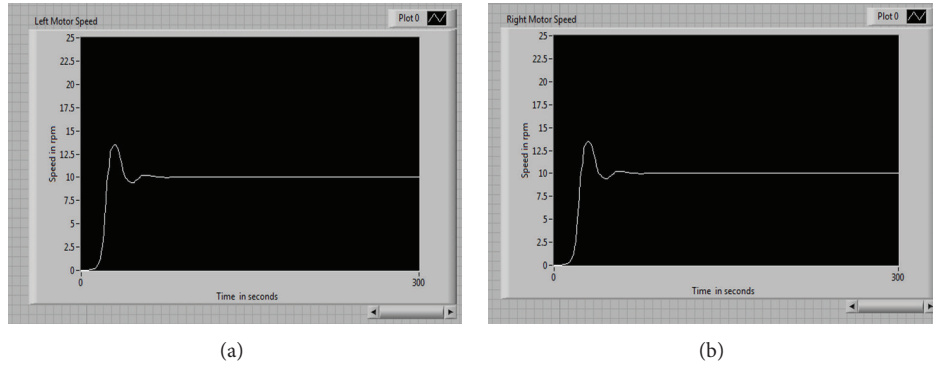 Left Motor Speed
Plot 0
25
22.5
20
17.5
15
12.5
10
7.5
5
2.5
0
Speed in rpm
0
300
Time in seconds
(a)
Right Motor Speed
Plot 0
25
22.5
20
17.5
15
12.5
10
7.5
5
2.5
0
Speed in rpm
0
300
Time in seconds
(b)